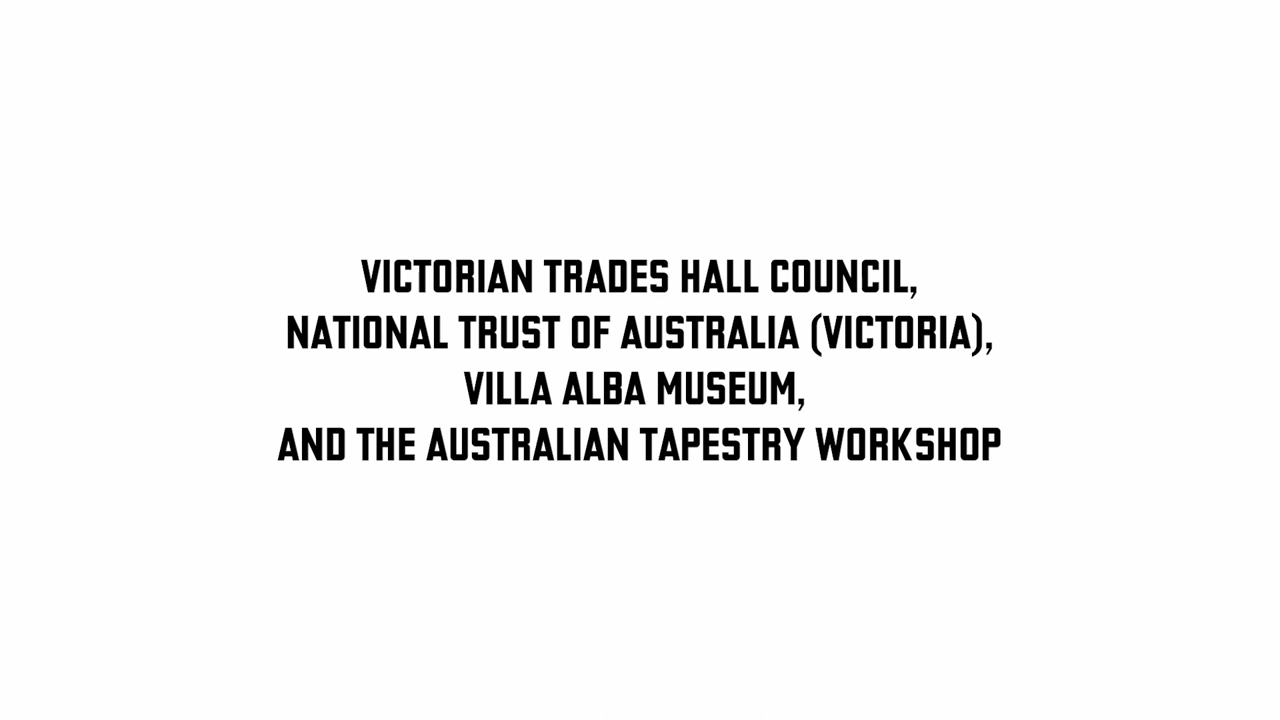 VICTORIAN TRADES HALL COUNCIL,
NATIONAL TRUST OF AUSTRALIA (VICTORIA),
VILLA ALBA MUSEUM,
AND THE AUSTRALIAN TAPESTRY WORKSHOP